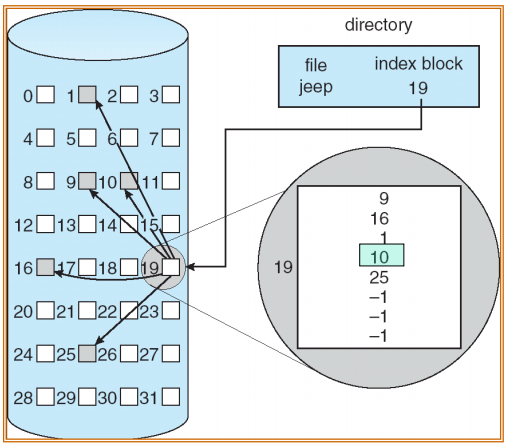 directory
file index block
jeep 19
0 1 2 3
4 5 6 7
8 9 10 11
12 13 14 15
16 17 18 19
20 21 22 23
24 25 26 27
28 29 30 31
19
9
16
1
10
25
–1
–1
–1